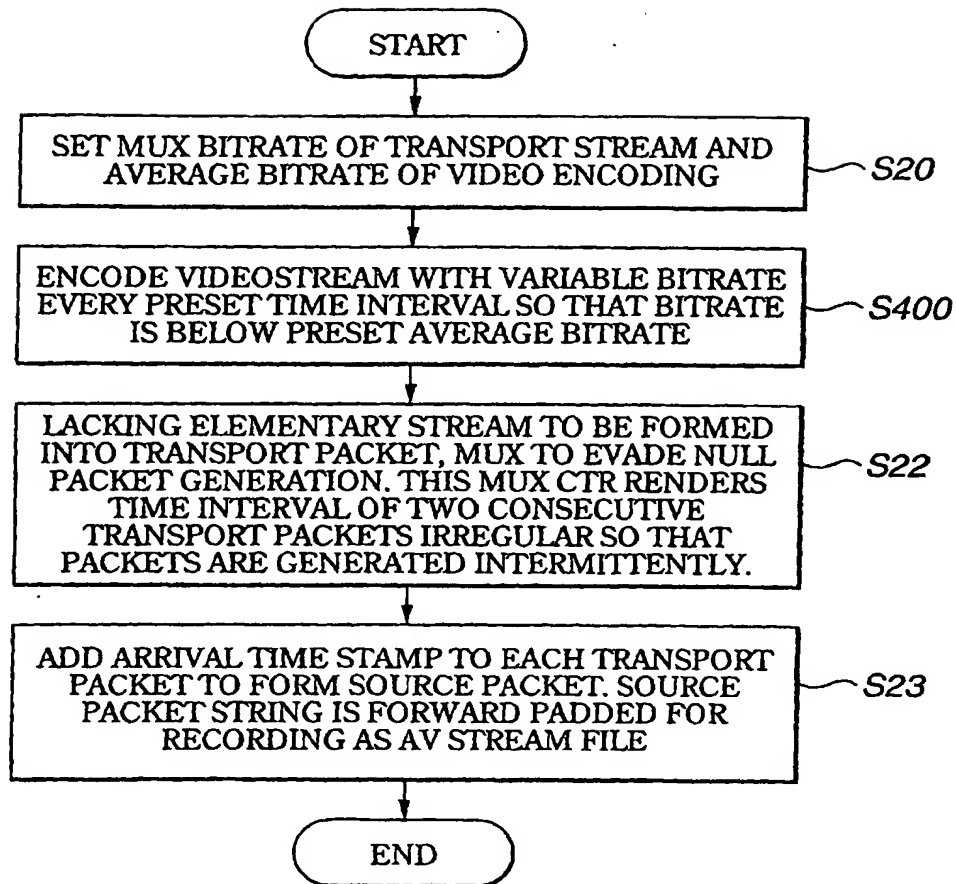 START
SET MUX BITRATE OF TRANSPORT STREAM AND
AVERAGE BITRATE OF VIDEO ENCODING
S20
ENCODE VIDEOSTREAM WITH VARIABLE BITRATE
EVERY PRESET TIME INTERVAL SO THAT BITRATE
IS BELOW PRESET AVERAGE BITRATE
S400
LACKING ELEMENTARY STREAM TO BE FORMED
INTO TRANSPORT PACKET, MUX TO EVADE NULL
PACKET GENERATION. THIS MUX CTR RENDERS
TIME INTERVAL OF TWO CONSECUTIVE
TRANSPORT PACKETS IRREGULAR SO THAT
PACKETS ARE GENERATED INTERMITTENTLY.
S22
ADD ARRIVAL TIME STAMP TO EACH TRANSPORT
PACKET TO FORM SOURCE PACKET. SOURCE
PACKET STRING IS FORWARD PADDED FOR
RECORDING AS AV STREAM FILE
S23
END